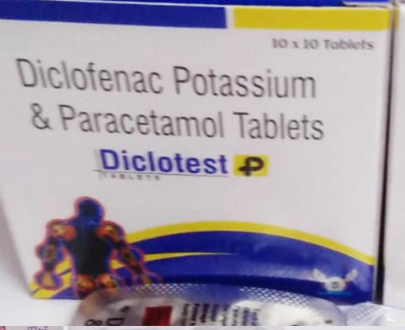 10 x 10 Tablets
Diclofenac Potassium
& Paracetamol Tablets
Diclotest P
TABLETS